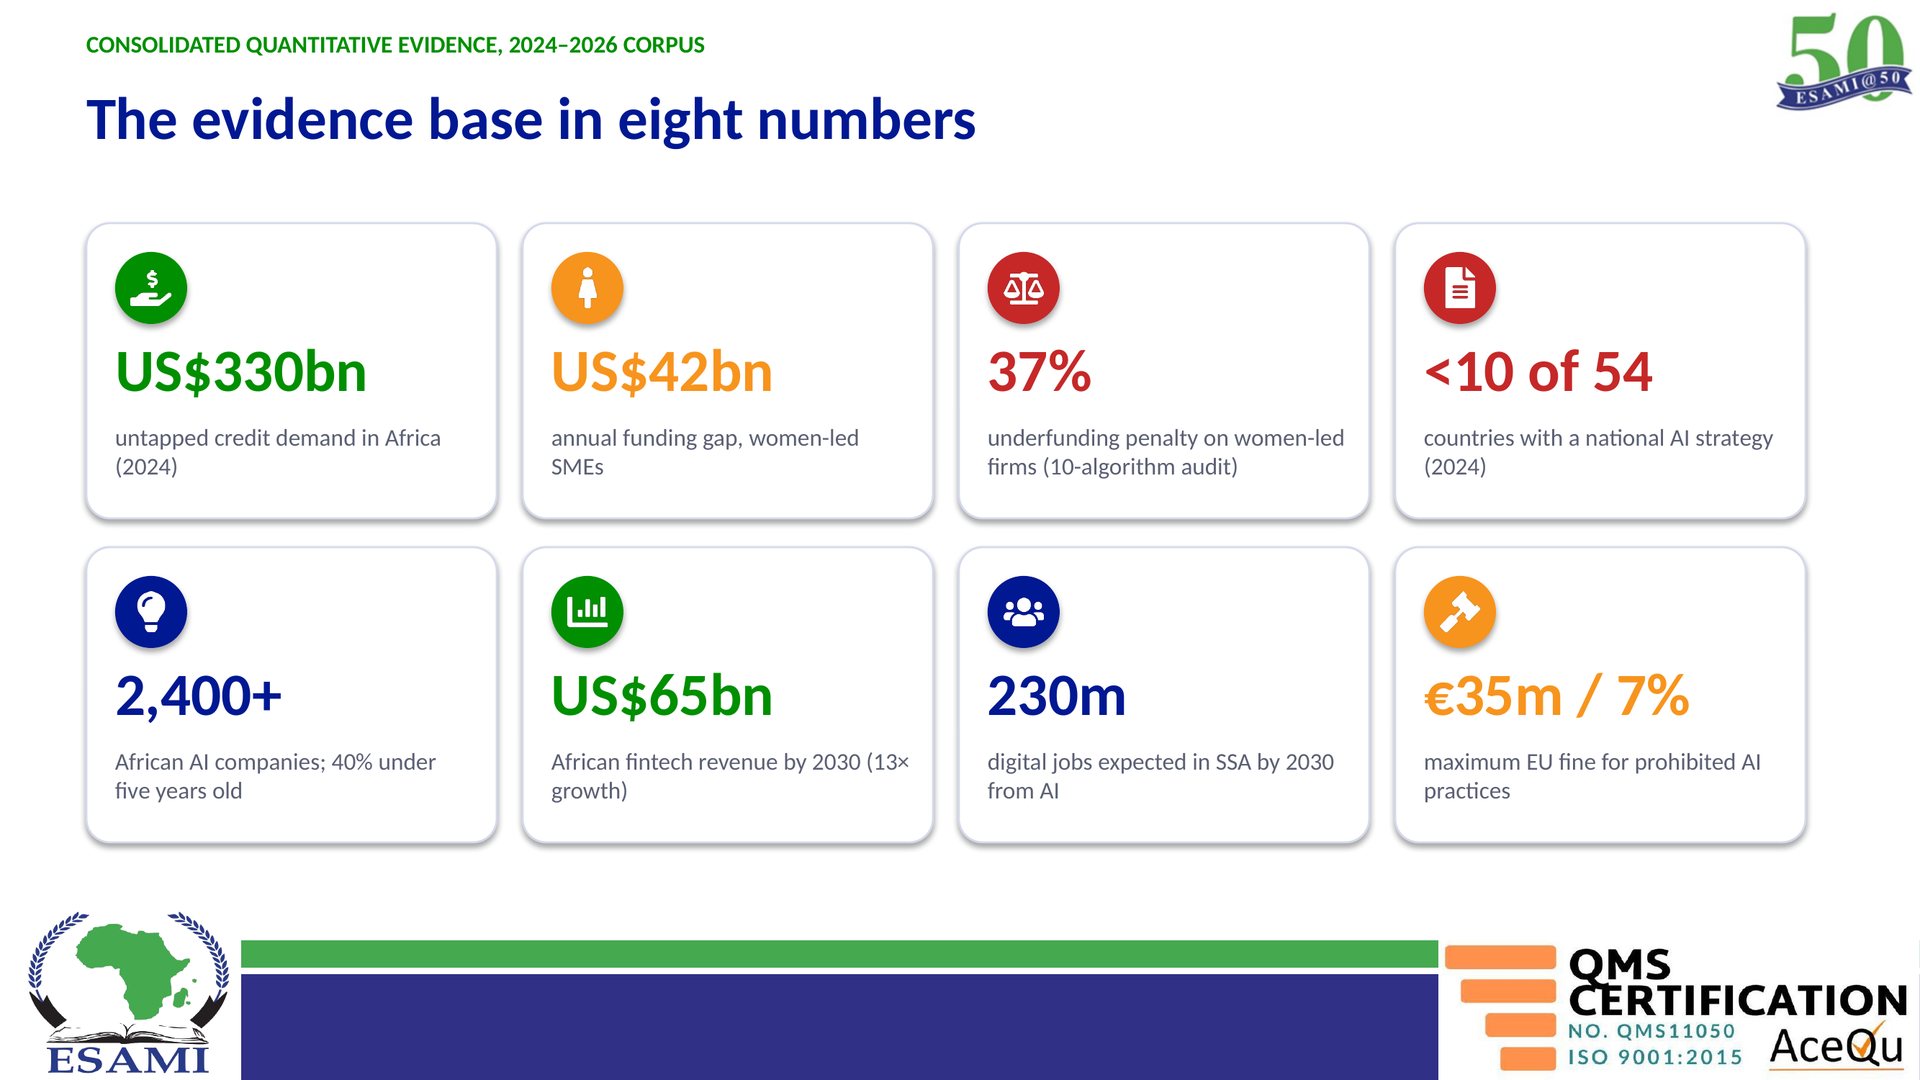 CONSOLIDATED QUANTITATIVE EVIDENCE, 2024–2026 CORPUS
50
ESAMI@50
The evidence base in eight numbers
US$330bn
untapped credit demand in Africa
(2024)
US$42bn
annual funding gap, women-led
SMEs
37%
underfunding penalty on women-led
firms (10-algorithm audit)
<10 of 54
countries with a national AI strategy
(2024)
2,400+
African AI companies; 40% under
five years old
US$65bn
African fintech revenue by 2030 (13×
growth)
230m
digital jobs expected in SSA by 2030
from AI
€35m / 7%
maximum EU fine for prohibited AI
practices
ESAMI
QMS
CERTIFICATION
NO. QMS11050
ISO 9001:2015
AceQu